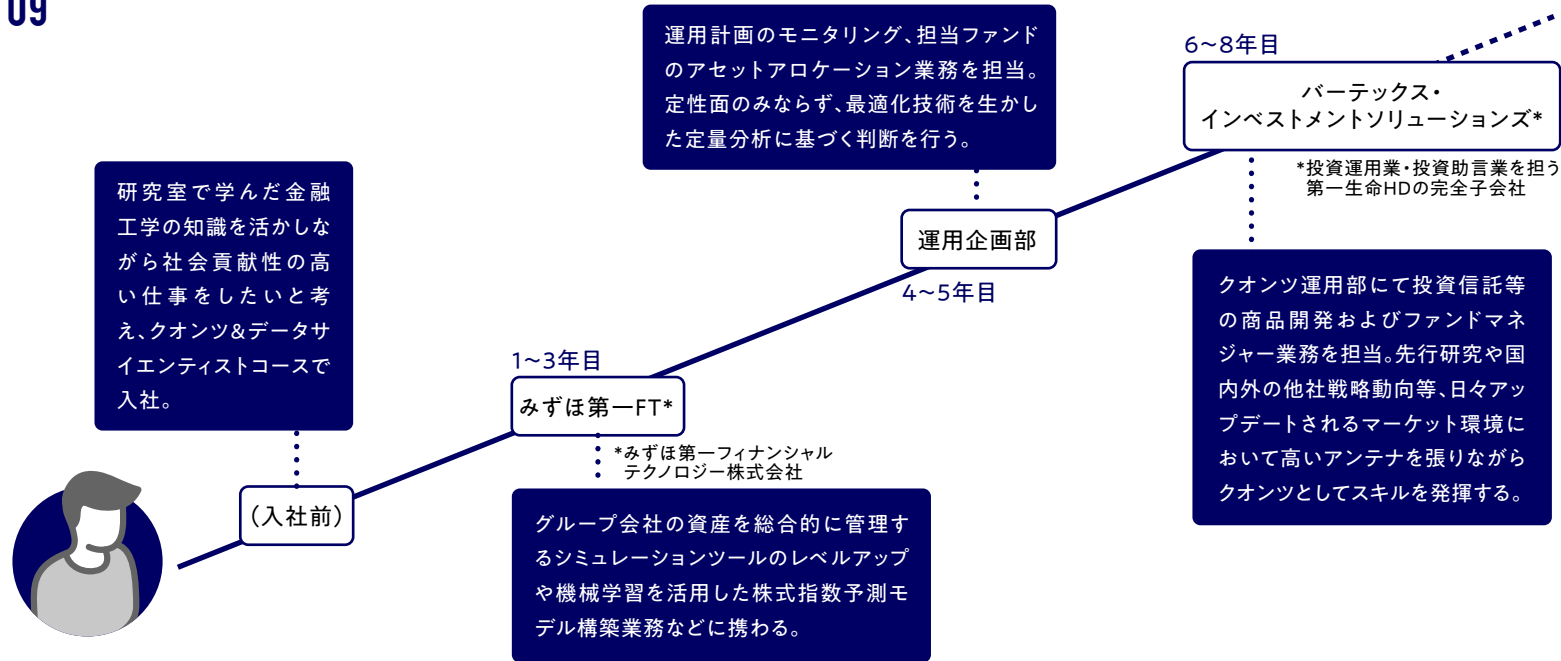 09
研究室で学んだ金融
工学の知識を活かしな
がら社会貢献性の高
い仕事をしたいと考
え、クオンツ&データサ
イエンティストコースで
入社。
(入社前)
1~3年目
みずほ第一FT*
*みずほ第一フィナンシャル
テクノロジー株式会社
グループ会社の資産を総合的に管理す
るシミュレーションツールのレベルアップ
や機械学習を活用した株式指数予測モ
デル構築業務などに携わる。
運用計画のモニタリング、担当ファンド
のアセットアロケーション業務を担当。
定性面のみならず、最適化技術を生かし
た定量分析に基づく判断を行う。
運用企画部
4~5年目
6~8年目
バーテックス・
インベストメントソリューションズ*
*投資運用業・投資助言業を担う
第一生命HDの完全子会社
クオンツ運用部にて投資信託等
の商品開発およびファンドマネ
ジャー業務を担当。先行研究や国
内外の他社戦略動向等、日々アッ
プデートされるマーケット環境に
おいて高いアンテナを張りながら
クオンツとしてスキルを発揮する。